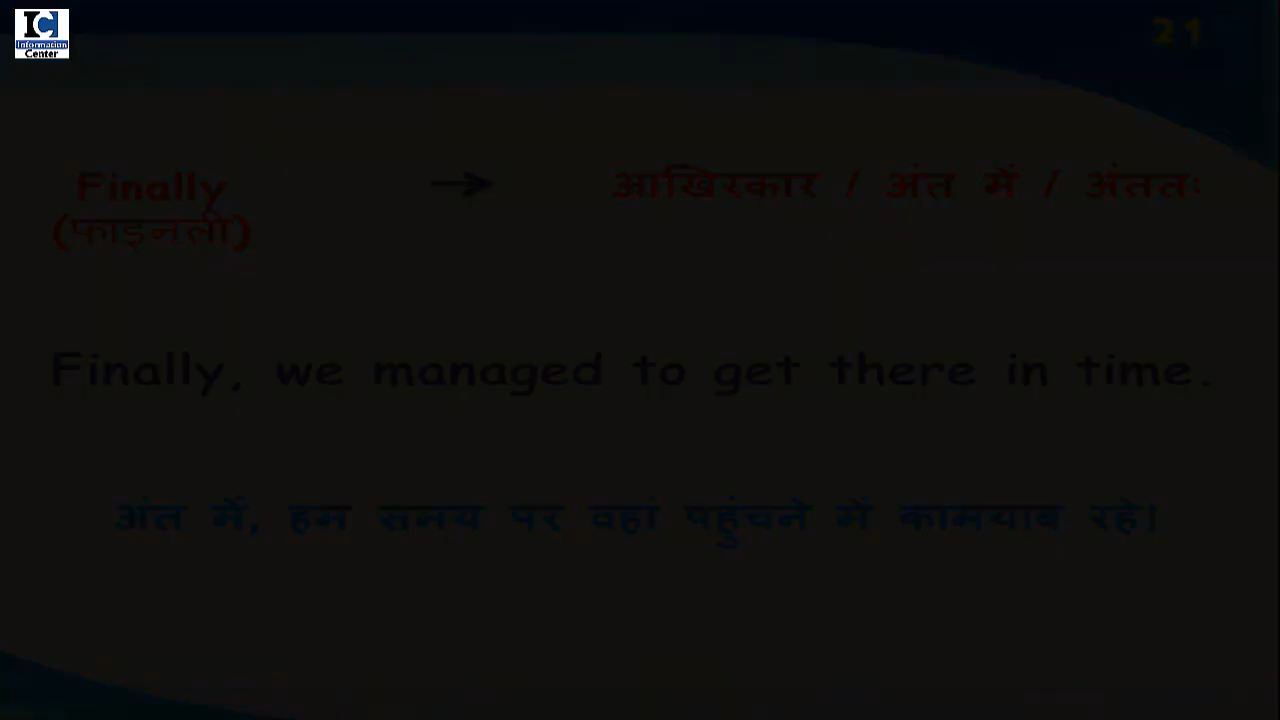 IC
Information
Center
21
Finally → आखिरकार / अंत में / अंततः
(फाइनली)
Finally, we managed to get there in time.
अंत में, हम समय पर वहां पहुंचने में कामयाब रहे।